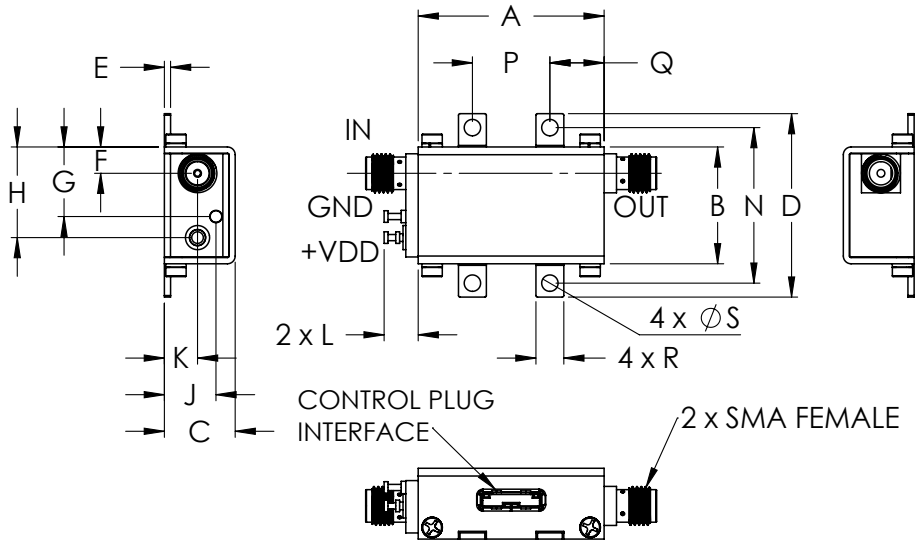 A
E
P
Q
IN
F
G
H
GND
OUT
B
N
D
+VDD
4 x ∅S
2 x L
4 x R
K
J
C
CONTROL PLUG
INTERFACE
2 x SMA FEMALE